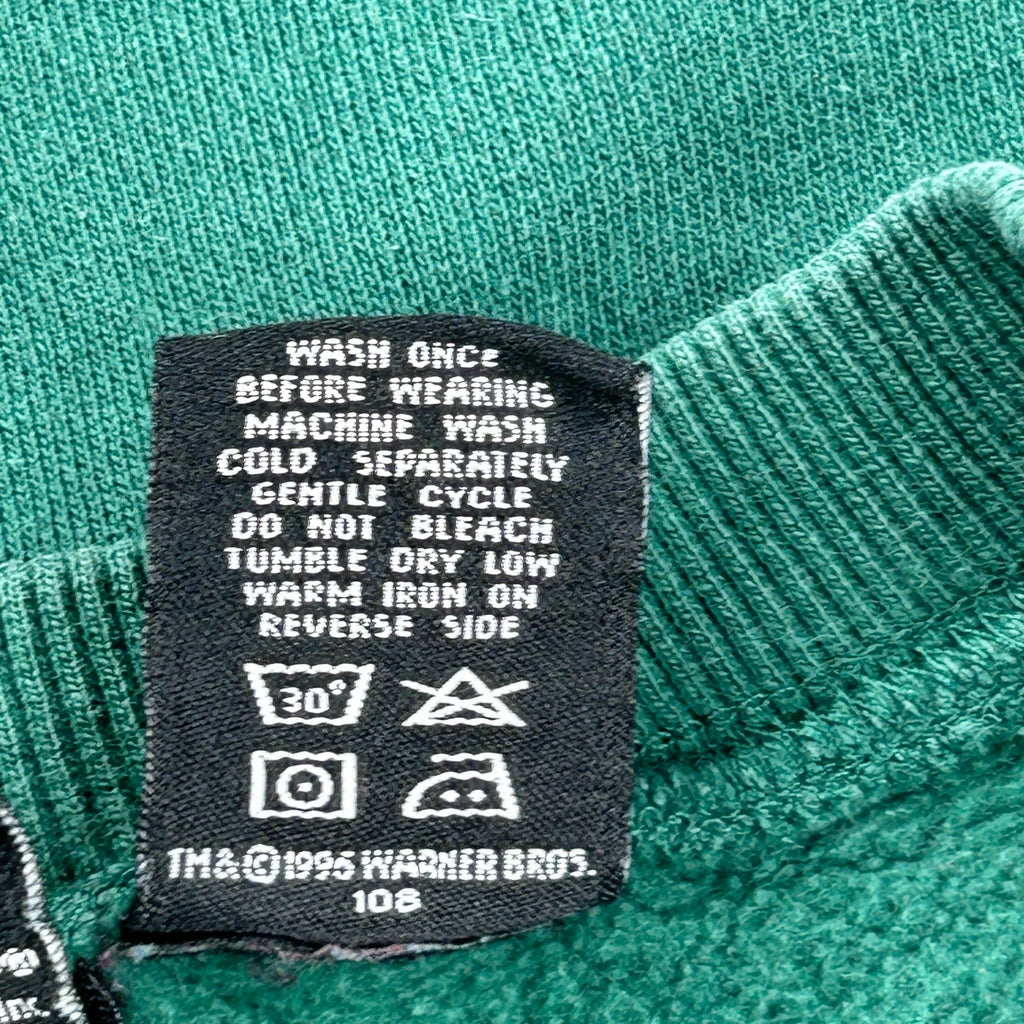 WASH ONCE
BEFORE WEARING
MACHINE WASH
COLD SEPARATELY
GENTLE CYCLE
DO NOT BLEACH
TUMBLE DRY LOW
WARM IRON ON
REVERSE SIDE
30°
TM&©1996 WARNER BROS.
108